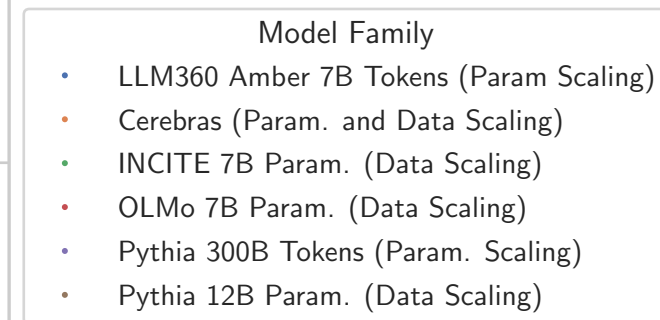 Model Family
LLM360 Amber 7B Tokens (Param Scaling)
Cerebras (Param. and Data Scaling)
INCITE 7B Param. (Data Scaling)
OLMo 7B Param. (Data Scaling)
Pythia 300B Tokens (Param. Scaling)
Pythia 12B Param. (Data Scaling)